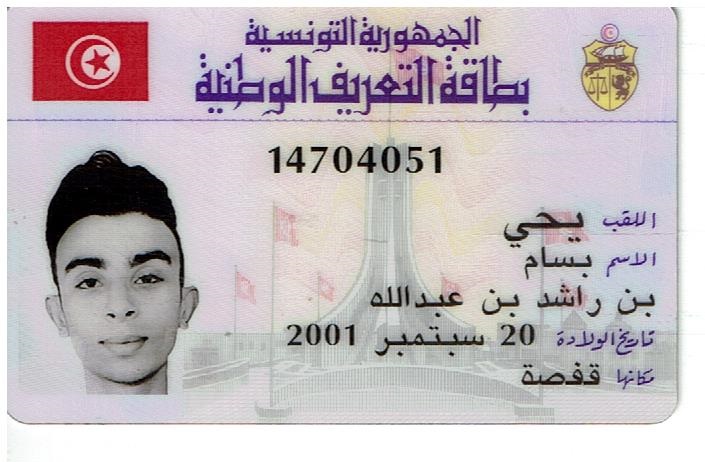 الجمهورية التونسية
بطاقة التعريف الوطنية
14704051
اللقب يحي
الاسم بسام
بن راشد بن عبدالله
تاريخ الولادة 20 سبتمبر 2001
مكانها قفصة